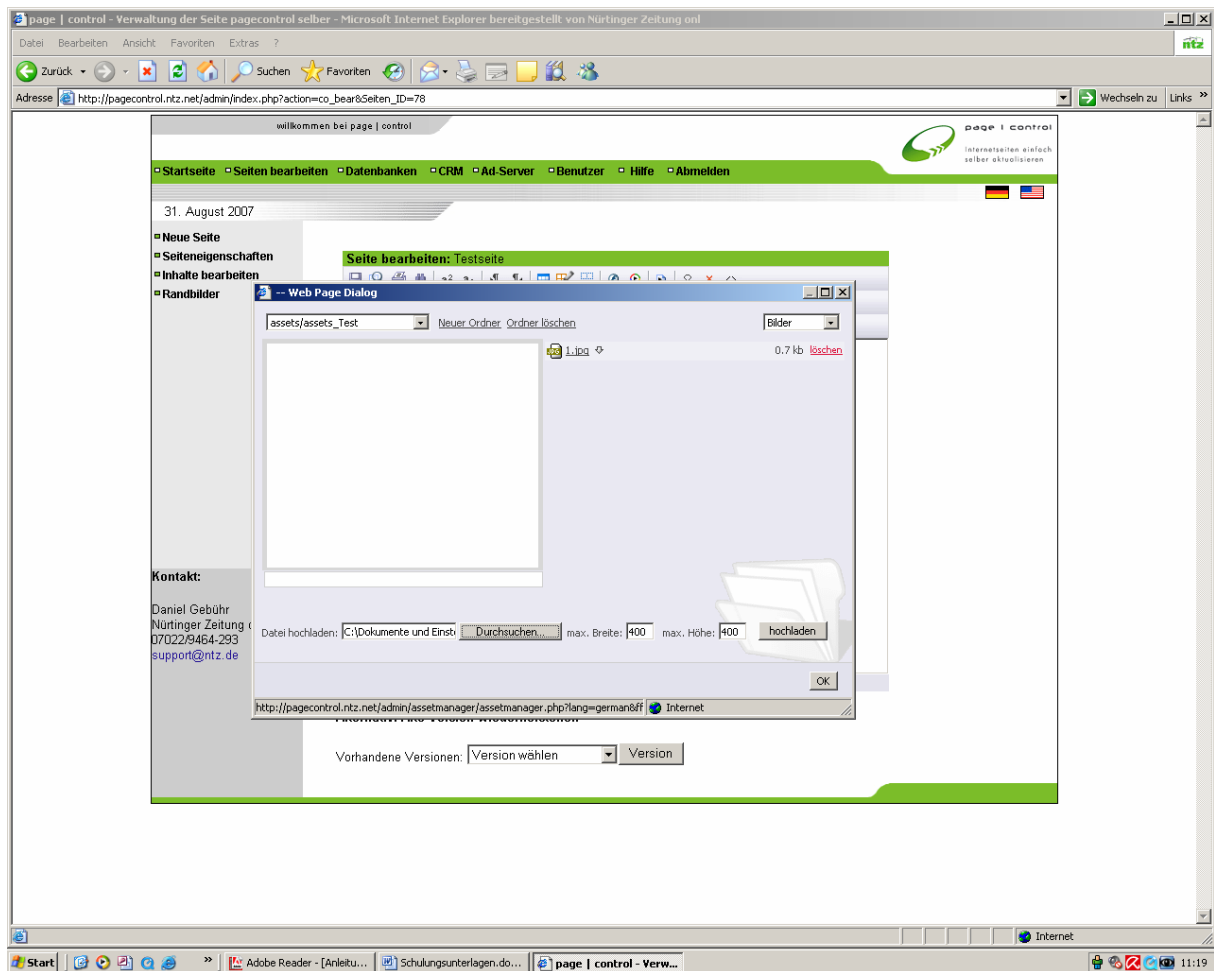 page | control - Verwaltung der Seite pagecontrol selber - Microsoft Internet Explorer bereitgestellt von Nürtinger Zeitung onl
Datei Bearbeiten Ansicht Favoriten Extras ?
ntz
Zurück Suchen Favoriten
Adresse http://pagecontrol.ntz.net/admin/index.php?action=co_bear&Seiten_ID=78 Wechseln zu Links »
willkommen bei page | control
page | control
Internetseiten einfach
selber aktualisieren
Startseite Seiten bearbeiten Datenbanken CRM Ad-Server Benutzer Hilfe Abmelden
31. August 2007
Neue Seite
Seiteneigenschaften
Inhalte bearbeiten
Randbilder
Seite bearbeiten: Testseite
-- Web Page Dialog
assets/assets_Test Neuer Ordner Ordner löschen Bilder
1.jpg 0.7 kb löschen
Datei hochladen: C:\Dokumente und Einst Durchsuchen... max. Breite: 400 max. Höhe: 400 hochladen
OK
http://pagecontrol.ntz.net/admin/assetmanager/assetmanager.php?lang=german&ff Internet
Kontakt:
Daniel Gebühr
Nürtinger Zeitung
07022/9464-293
support@ntz.de
Vorhandene Versionen: Version wählen Version
Internet
Start » Adobe Reader - [Anleitu... Schulungsunterlagen.do... page | control - Verw... 11:19